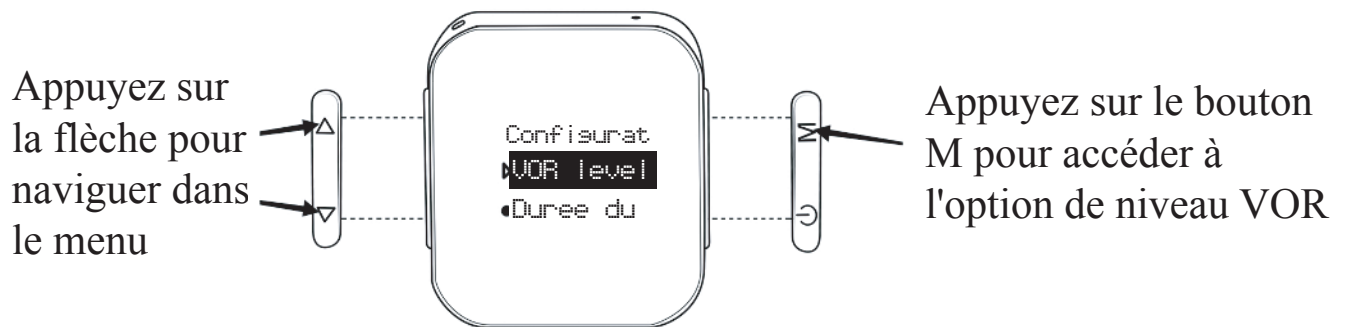 Appuyez sur
la flèche pour
naviguer dans
le menu
Configurat
VOR level
Duree du
M
Appuyez sur le bouton
M pour accéder à
l'option de niveau VOR